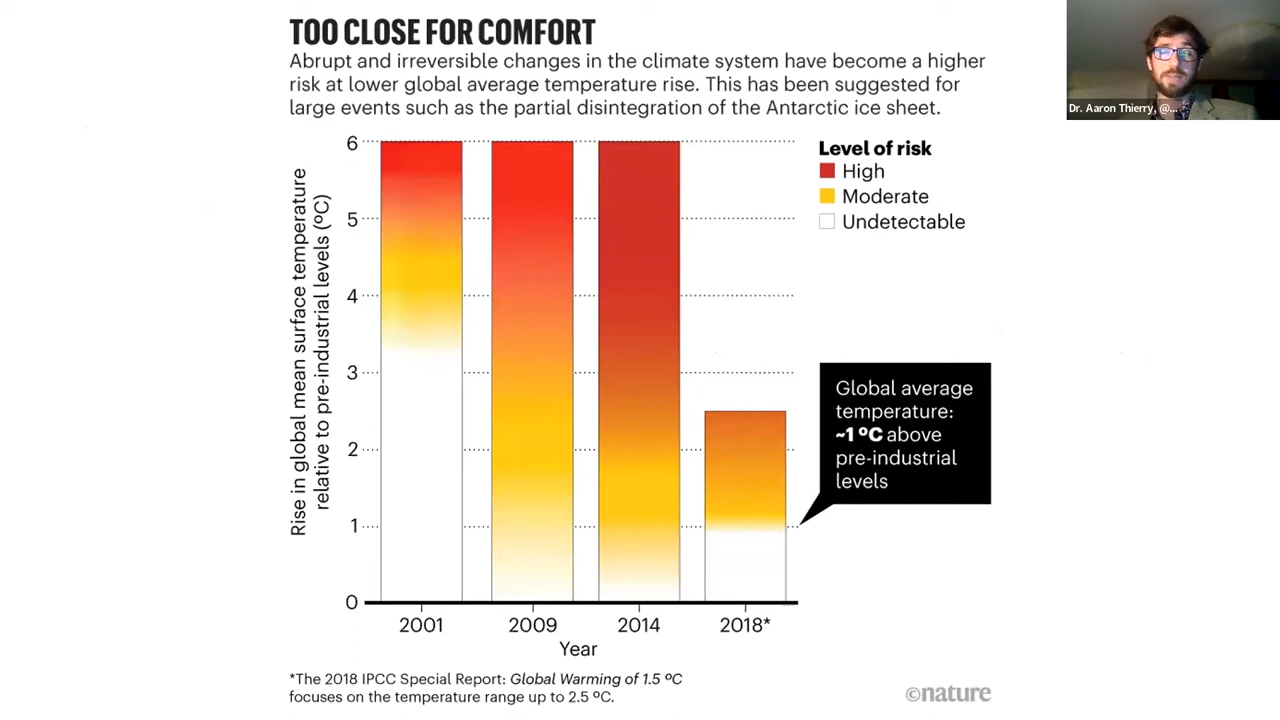 TOO CLOSE FOR COMFORT
Abrupt and irreversible changes in the climate system have become a higher
risk at lower global average temperature rise. This has been suggested for
large events such as the partial disintegration of the Antarctic ice sheet.
Dr. Aaron Thierry, @...
Rise in global mean surface temperature
relative to pre-industrial levels (ºC)
6
5
4
3
2
1
0
2001
2009
2014
2018*
Year
Level of risk
High
Moderate
Undetectable
Global average
temperature:
~1 ºC above
pre-industrial
levels
*The 2018 IPCC Special Report: Global Warming of 1.5 ºC
focuses on the temperature range up to 2.5 ºC.
©nature